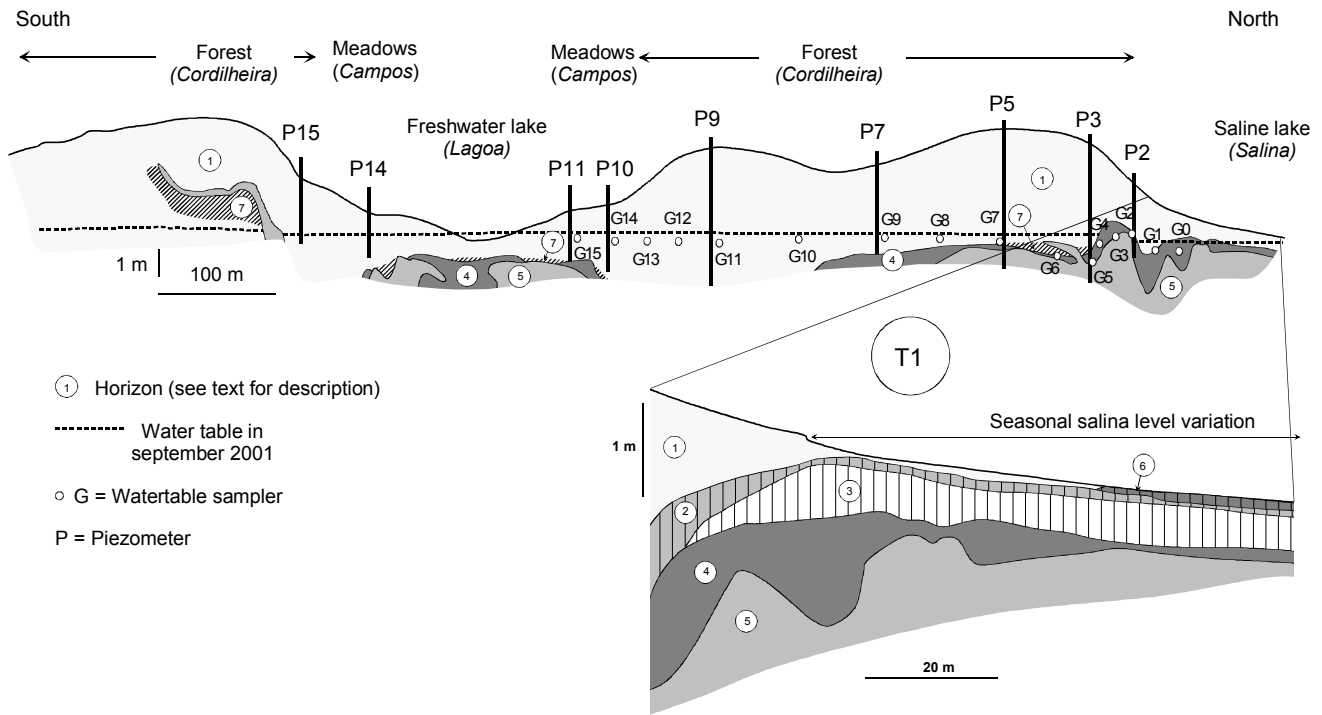 South
North
Forest
(Cordilheira)
Meadows
(Campos)
Meadows
(Campos)
Forest
(Cordilheira)
P15
P14
Freshwater lake
(Lagoa)
P11
P10
P9
P7
P5
P3
P2
Saline lake
(Salina)
1
7
1
7
7
G15
G14
G13
G12
G11
G10
G9
G8
G7
G6
G5
G4
G3
G2
G1
G0
4
5
4
5
1 m
100 m
T1
1 Horizon (see text for description)
Water table in
september 2001
G = Watertable sampler
P = Piezometer
1 m
Seasonal salina level variation
1
2
3
6
4
5
20 m